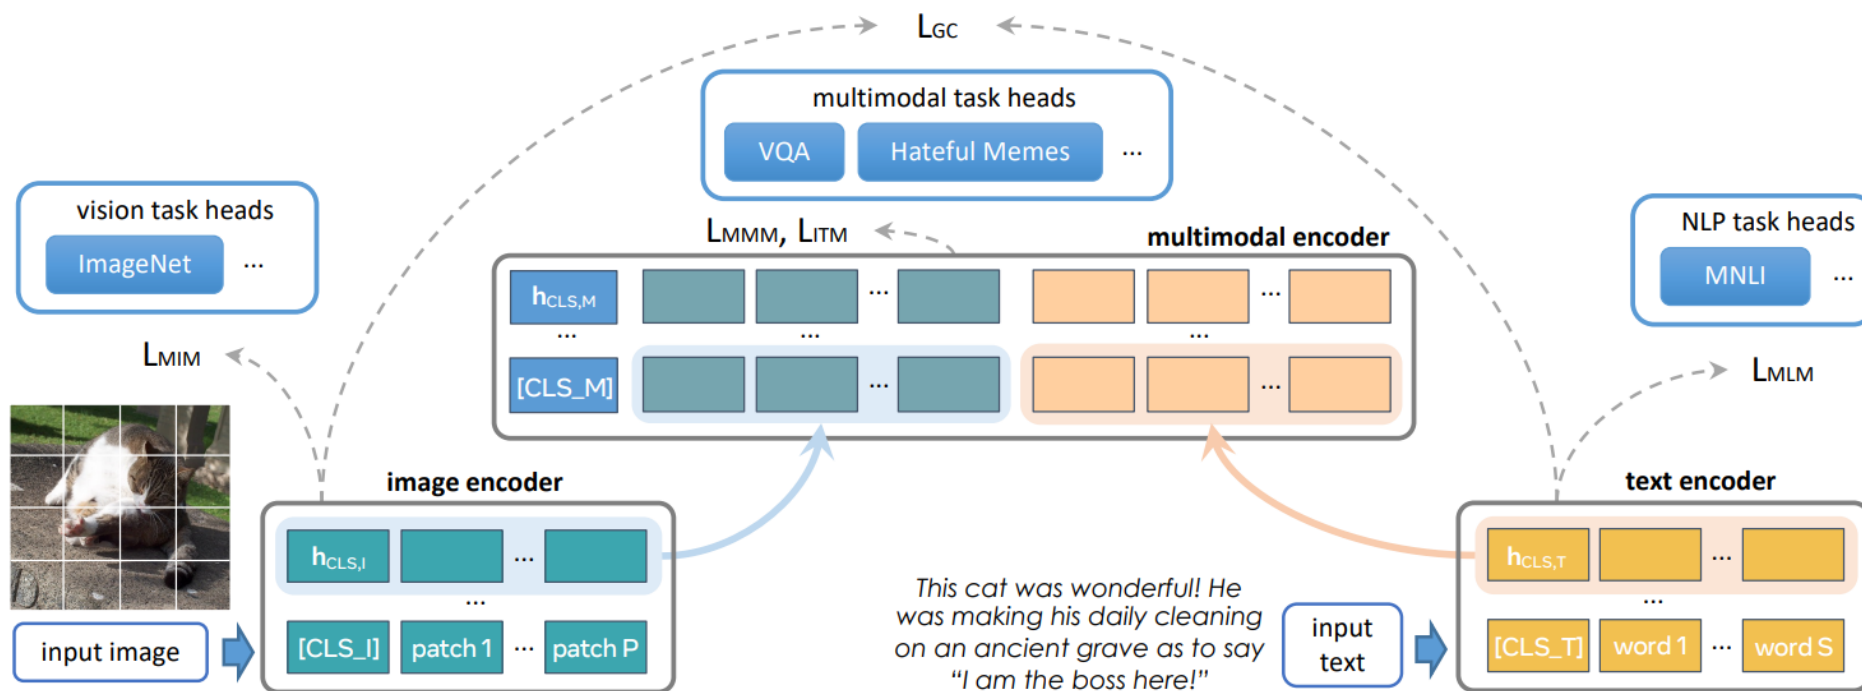 LGC
multimodal task heads
VQA
Hateful Memes
...
vision task heads
ImageNet
...
NLP task heads
MNLI
...
LMMM, LITM
multimodal encoder
hCLS,M
...
...
...
...
...
[CLS_M]
...
...
LMIM
LMLM
image encoder
hCLS,I
...
...
[CLS_I]
patch 1
...
patch P
input image
This cat was wonderful! He
was making his daily cleaning
on an ancient grave as to say
“I am the boss here!”
input
text
text encoder
hCLS,T
...
...
[CLS_T]
word 1
...
word S